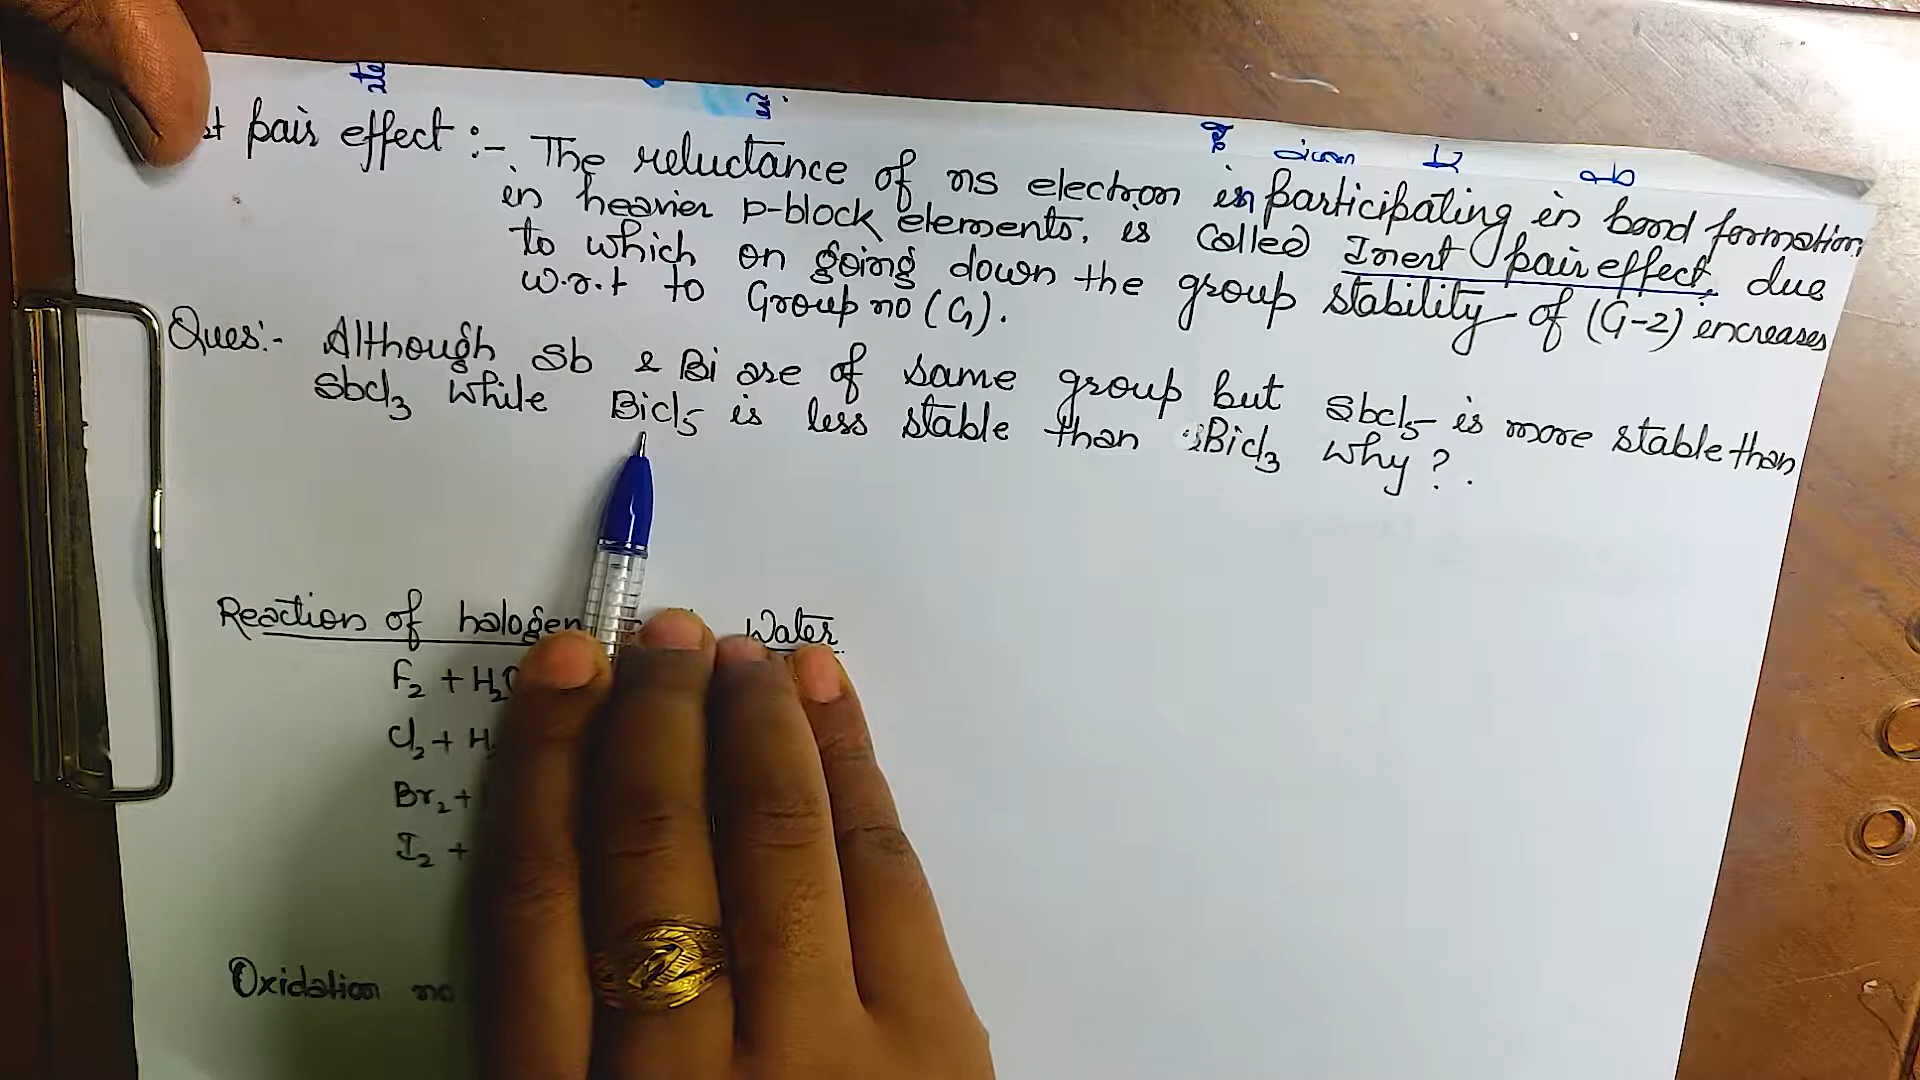 pair effect :- The reluctance of ns electron in participating in bond formation
in heavier p-block elements, is called Inert pair effect, due
to which on going down the group stability of (G-2) increases
w.r.t to Group no (G).
Ques:- Although Sb & Bi are of same group but SbCl5 is more stable than
SbCl3 while BiCl5 is less stable than BiCl3 why?.
Reaction of halogen Water
F2 + H2O
Cl2 + H2
Br2 +
I2 +
Oxidation no